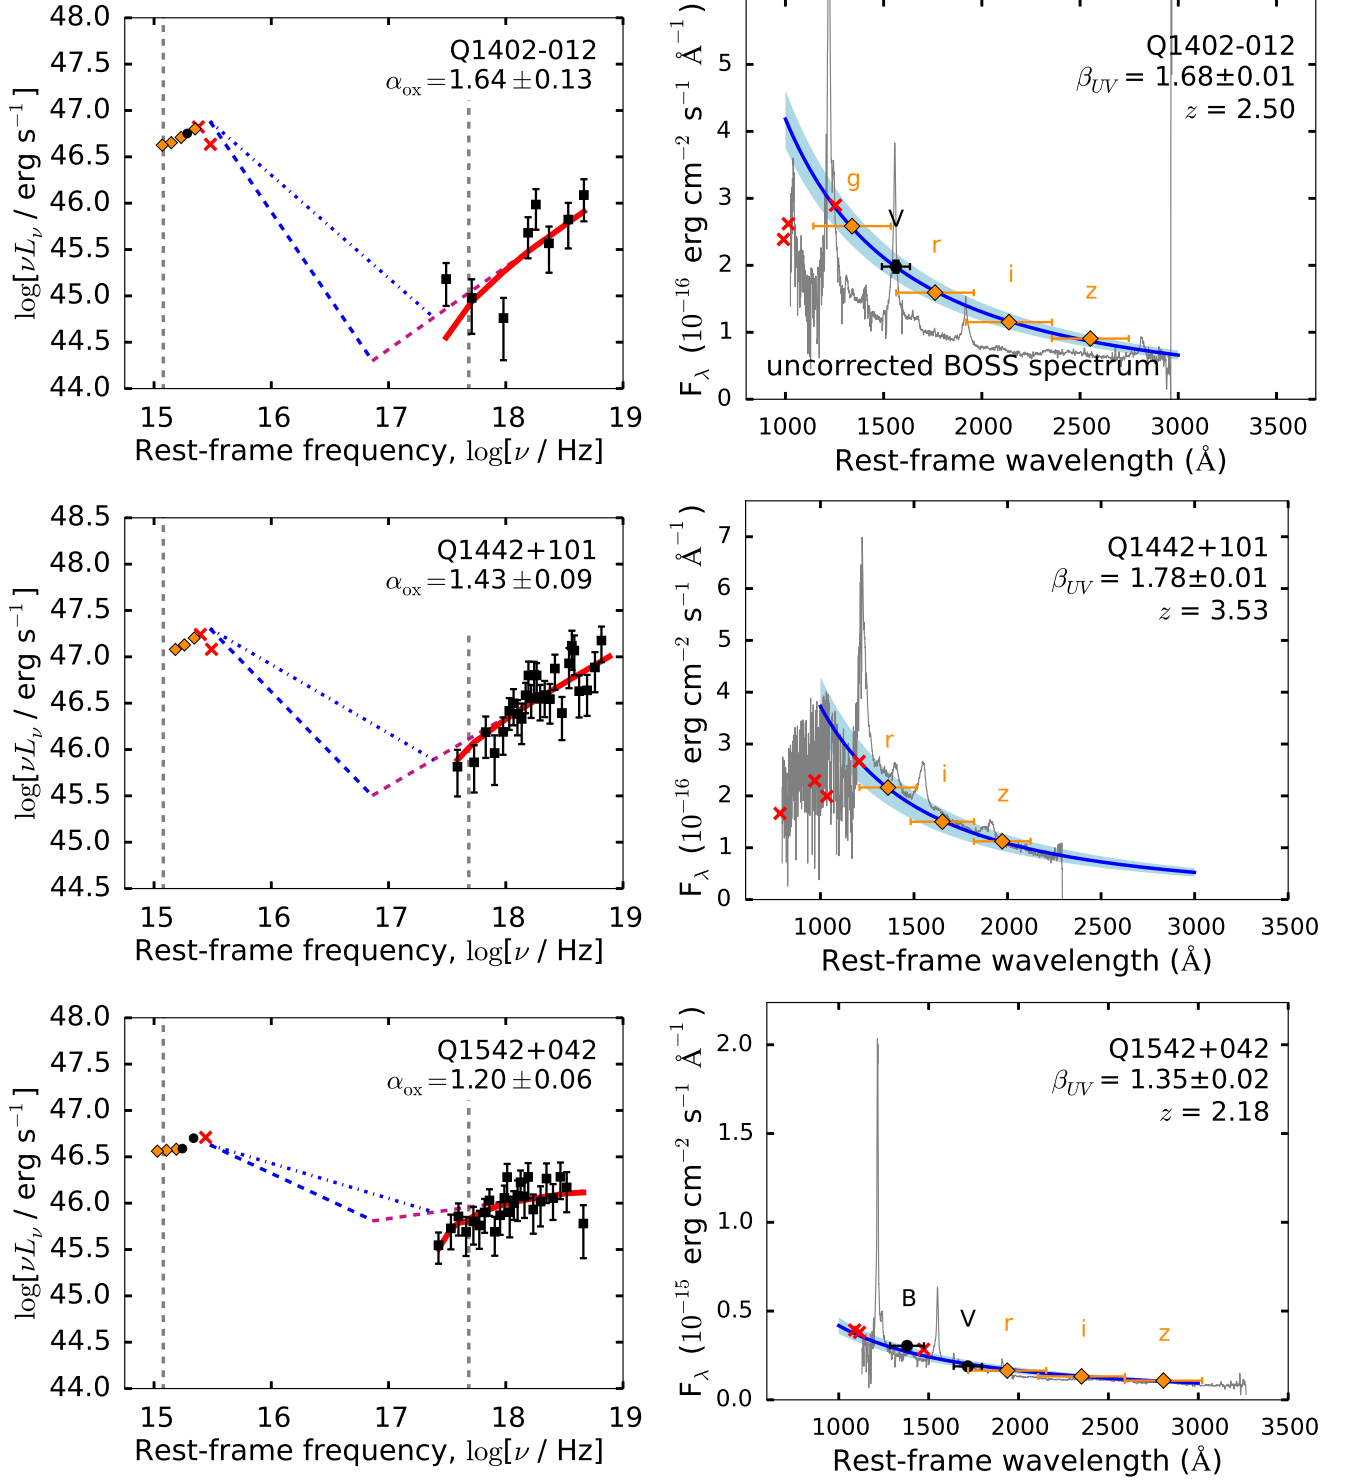 48.0
47.5
47.0
46.5
46.0
45.5
45.0
44.5
44.0
log[νL_ν / erg s⁻¹]
Q1402-012
α_ox=1.64±0.13
15 16 17 18 19
Rest-frame frequency, log[ν / Hz]
5
4
3
2
1
0
F_λ (10⁻¹⁶ erg cm⁻² s⁻¹ Å⁻¹)
Q1402-012
β_UV = 1.68±0.01
z = 2.50
g
V
r
i
z
uncorrected BOSS spectrum
1000 1500 2000 2500 3000 3500
Rest-frame wavelength (Å)
48.5
48.0
47.5
47.0
46.5
46.0
45.5
45.0
44.5
log[νL_ν / erg s⁻¹]
Q1442+101
α_ox=1.43±0.09
15 16 17 18 19
Rest-frame frequency, log[ν / Hz]
7
6
5
4
3
2
1
0
F_λ (10⁻¹⁶ erg cm⁻² s⁻¹ Å⁻¹)
Q1442+101
β_UV = 1.78±0.01
z = 3.53
r
i
z
1000 1500 2000 2500 3000 3500
Rest-frame wavelength (Å)
48.0
47.5
47.0
46.5
46.0
45.5
45.0
44.5
44.0
log[νL_ν / erg s⁻¹]
Q1542+042
α_ox=1.20±0.06
15 16 17 18 19
Rest-frame frequency, log[ν / Hz]
2.0
1.5
1.0
0.5
0.0
F_λ (10⁻¹⁵ erg cm⁻² s⁻¹ Å⁻¹)
Q1542+042
β_UV = 1.35±0.02
z = 2.18
B
V
r
i
z
1000 1500 2000 2500 3000 3500
Rest-frame wavelength (Å)